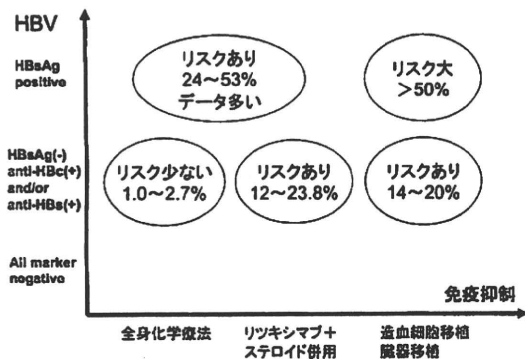 HBV
HBsAg
positive
リスクあり
24～53%
データ多い
リスク大
>50%
HBsAg(-)
anti-HBc(+)
and/or
anti-HBs(+)
リスク少ない
1.0～2.7%
リスクあり
12～23.8%
リスクあり
14～20%
All marker
negative
免疫抑制
全身化学療法
リツキシマブ＋
ステロイド併用
造血細胞移植
臓器移植